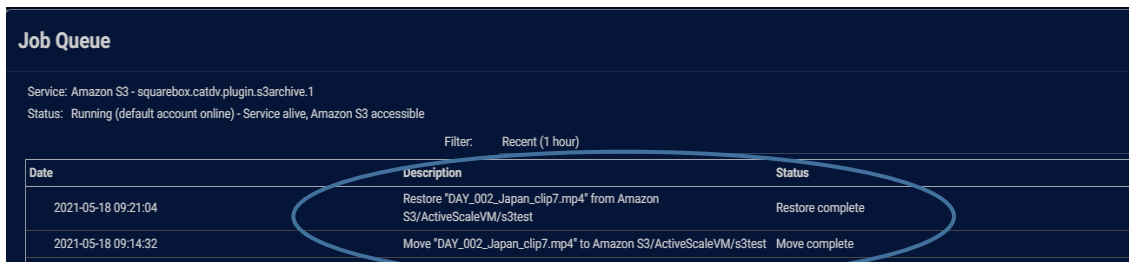 Job Queue
Service: Amazon S3 - squarebox.catdv.plugin.s3archive.1
Status: Running (default account online) - Service alive, Amazon S3 accessible
Filter: Recent (1 hour)
Date Description Status
2021-05-18 09:21:04 Restore "DAY_002_Japan_clip7.mp4" from Amazon S3/ActiveScaleVM/s3test Restore complete
2021-05-18 09:14:32 Move "DAY_002_Japan_clip7.mp4" to Amazon S3/ActiveScaleVM/s3test Move complete